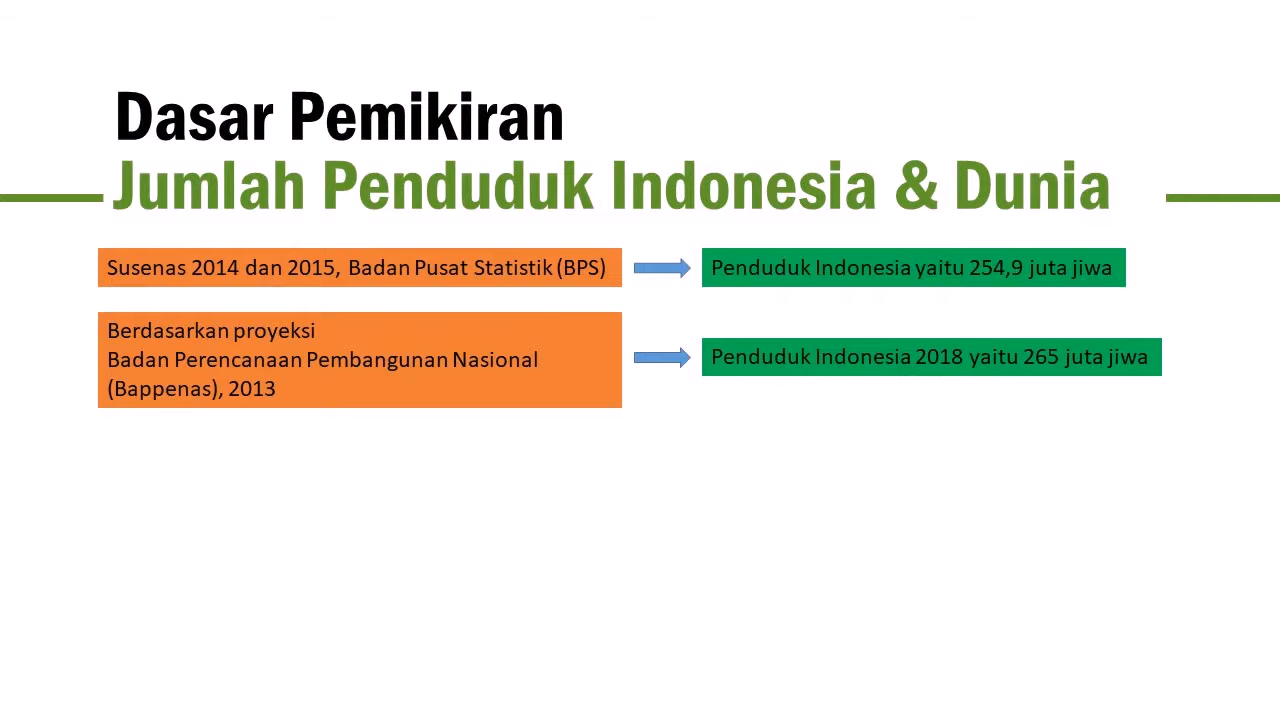 Dasar Pemikiran
Jumlah Penduduk Indonesia & Dunia
Susenas 2014 dan 2015, Badan Pusat Statistik (BPS)
Penduduk Indonesia yaitu 254,9 juta jiwa
Berdasarkan proyeksi
Badan Perencanaan Pembangunan Nasional
(Bappenas), 2013
Penduduk Indonesia 2018 yaitu 265 juta jiwa